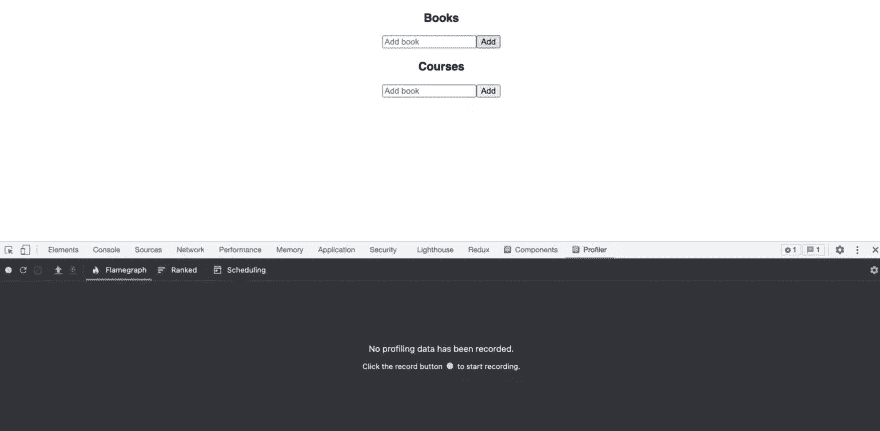 Books
Add book Add
Courses
Add book Add
Elements Console Sources Network Performance Memory Application Security Lighthouse Redux Components Profiler 1 1
Flamegraph Ranked Scheduling
No profiling data has been recorded.
Click the record button to start recording.